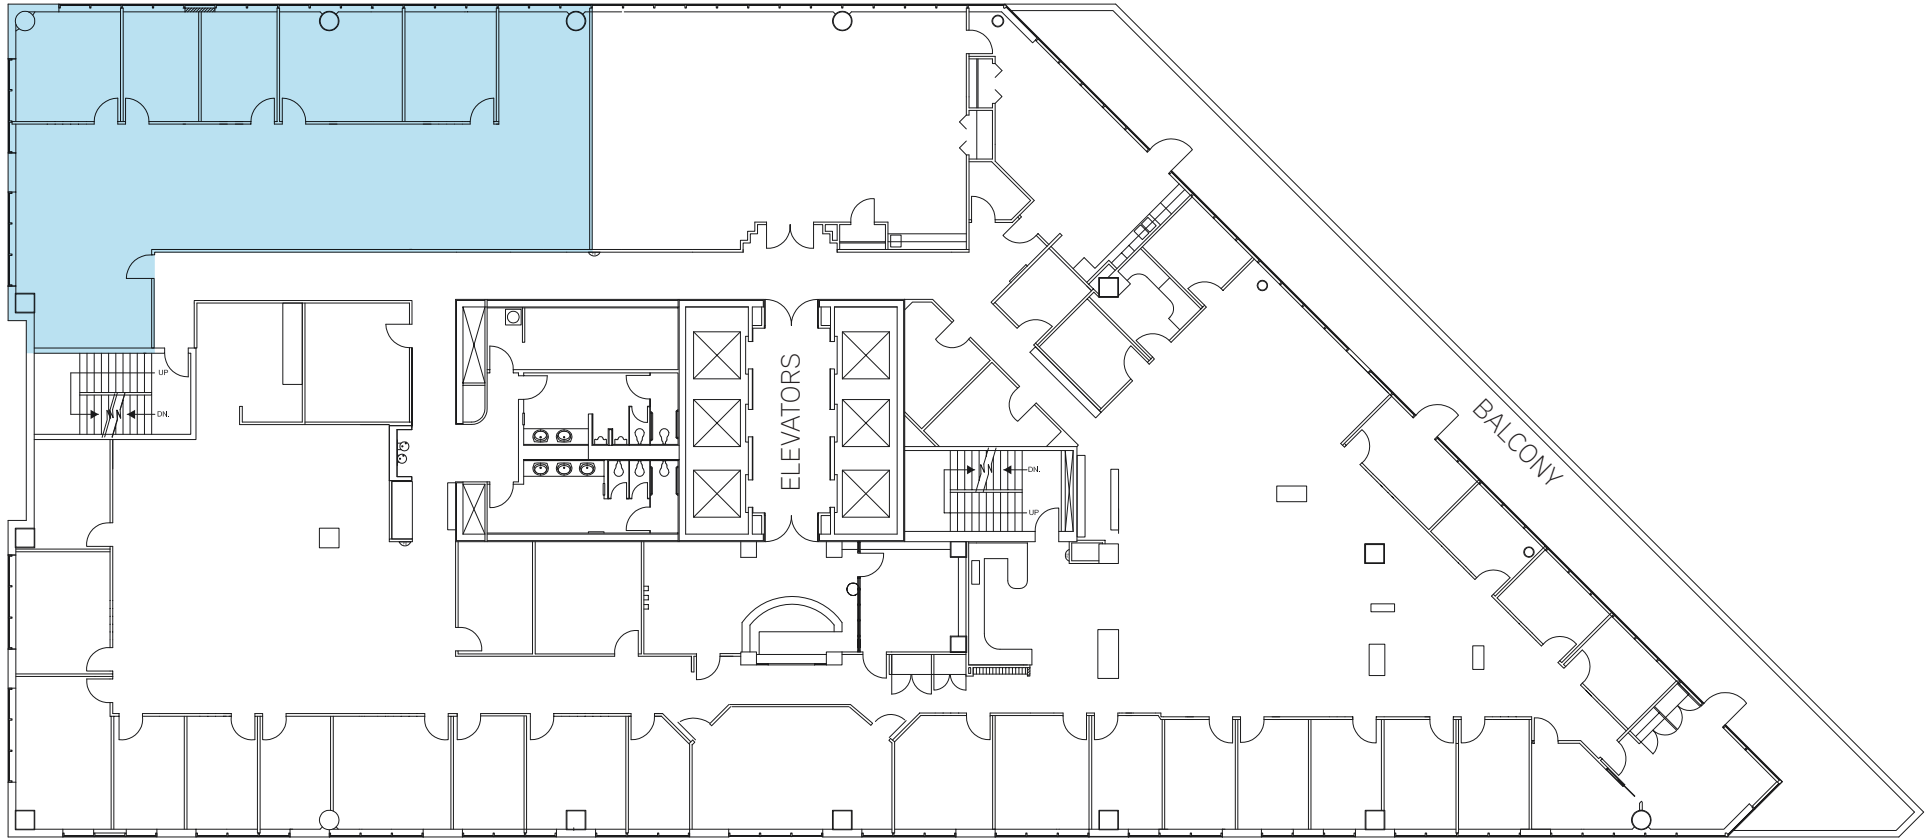 UP
DN.
ELEVATORS
BALCONY
DN.
UP